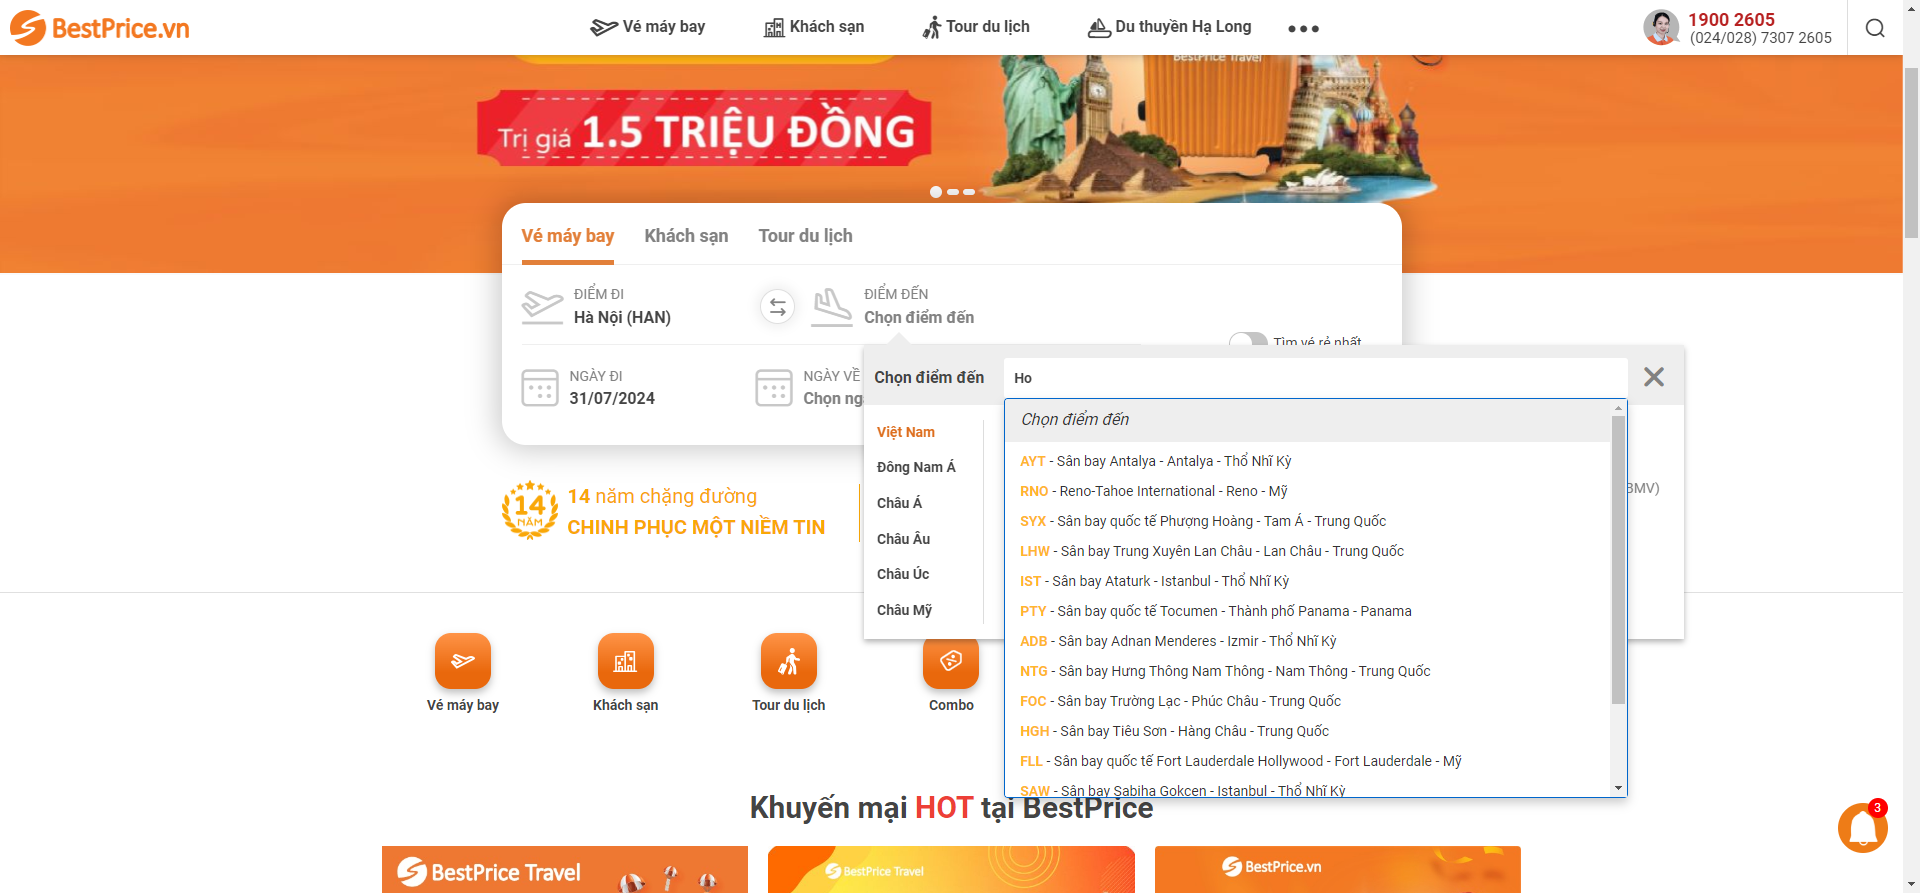 BestPrice.vn
Vé máy bay
Khách sạn
Tour du lịch
Du thuyền Hạ Long
1900 2605
(024/028) 7307 2605
BestPrice Travel
Trị giá 1.5 TRIỆU ĐỒNG
Vé máy bay
Khách sạn
Tour du lịch
ĐIỂM ĐI
Hà Nội (HAN)
ĐIỂM ĐẾN
Chọn điểm đến
Tìm vé rẻ nhất
NGÀY ĐI
31/07/2024
NGÀY VỀ
Chọn ng
Chọn điểm đến
Ho
Việt Nam
Đông Nam Á
Châu Á
Châu Âu
Châu Úc
Châu Mỹ
Chọn điểm đến
AYT - Sân bay Antalya - Antalya - Thổ Nhĩ Kỳ
RNO - Reno-Tahoe International - Reno - Mỹ
SYX - Sân bay quốc tế Phượng Hoàng - Tam Á - Trung Quốc
LHW - Sân bay Trung Xuyên Lan Châu - Lan Châu - Trung Quốc
IST - Sân bay Ataturk - Istanbul - Thổ Nhĩ Kỳ
PTY - Sân bay quốc tế Tocumen - Thành phố Panama - Panama
ADB - Sân bay Adnan Menderes - Izmir - Thổ Nhĩ Kỳ
NTG - Sân bay Hưng Thông Nam Thông - Nam Thông - Trung Quốc
FOC - Sân bay Trường Lạc - Phúc Châu - Trung Quốc
HGH - Sân bay Tiêu Sơn - Hàng Châu - Trung Quốc
FLL - Sân bay quốc tế Fort Lauderdale Hollywood - Fort Lauderdale - Mỹ
SAW - Sân bay Sabiha Gokcen - Istanbul - Thổ Nhĩ Kỳ
BMV)
14 NĂM
14 năm chặng đường
CHINH PHỤC MỘT NIỀM TIN
Vé máy bay
Khách sạn
Tour du lịch
Combo
Khuyến mại HOT tại BestPrice
3
BestPrice Travel
BestPrice Travel
BestPrice.vn